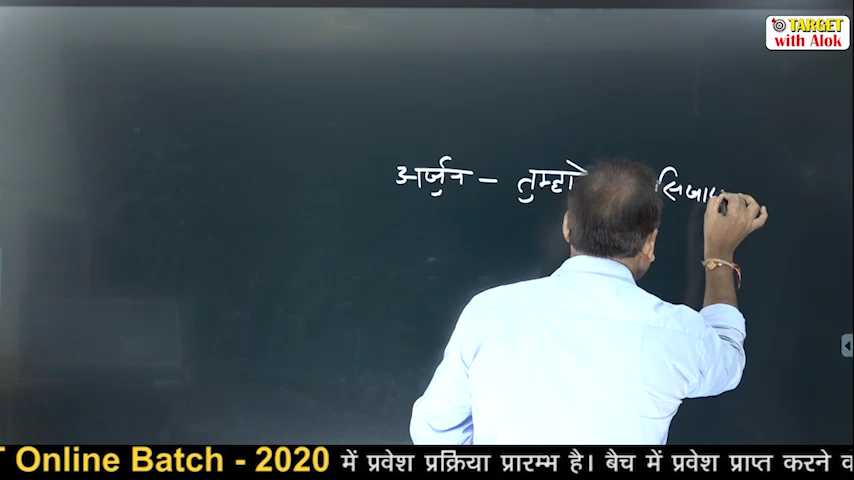 TARGET
with Alok
अर्जुन –
T Online Batch - 2020 में प्रवेश प्रक्रिया प्रारम्भ है। बैच में प्रवेश प्राप्त करने